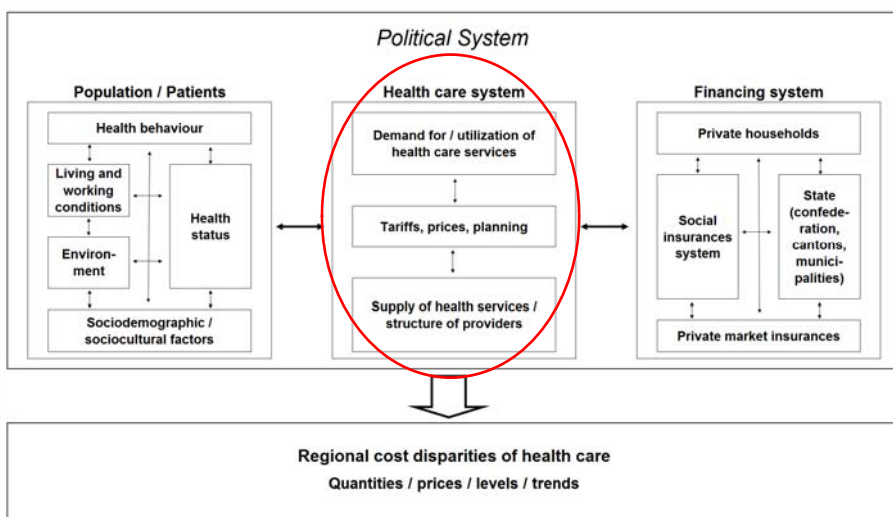 Political System
Population / Patients
Health behaviour
Living and
working
conditions
Environ-
ment
Health
status
Sociodemographic /
sociocultural factors
Health care system
Demand for / utilization of
health care services
Tariffs, prices, planning
Supply of health services /
structure of providers
Financing system
Private households
Social
insurances
system
State
(confede-
ration,
cantons,
munici-
palities)
Private market insurances
Regional cost disparities of health care
Quantities / prices / levels / trends